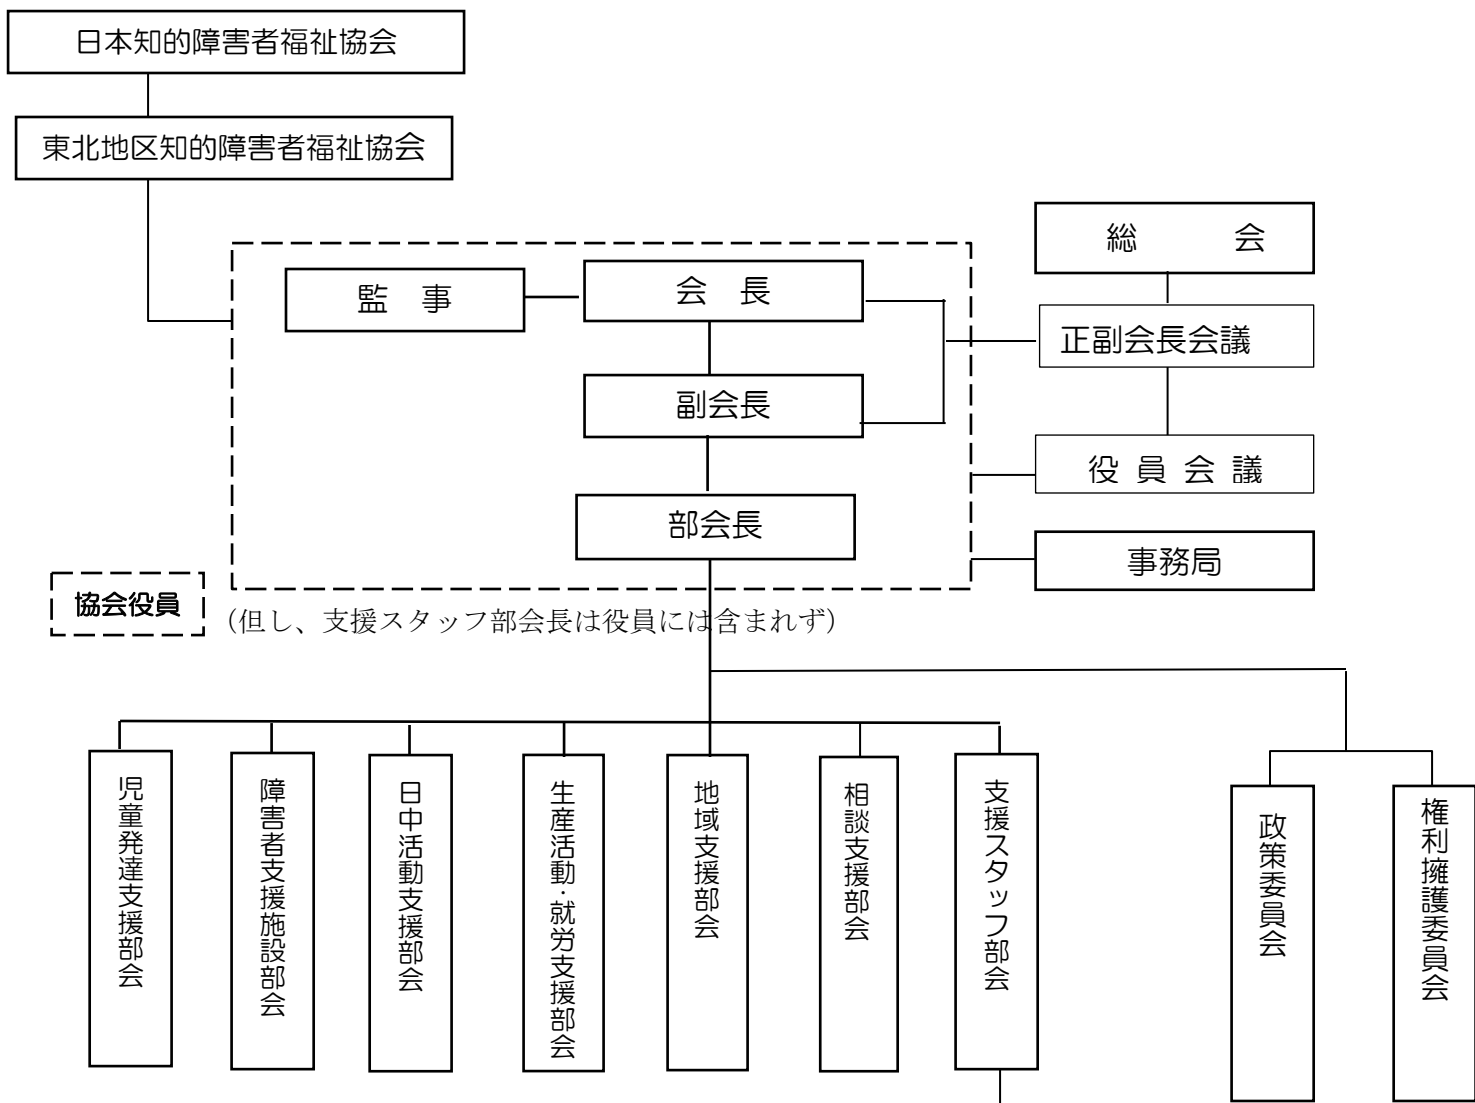 日本知的障害者福祉協会
東北地区知的障害者福祉協会
総　　　会
監　事
会　長
正副会長会議
副会長
役 員 会 議
部会長
事務局
協会役員
（但し、支援スタッフ部会長は役員には含まれず）
児童発達支援部会
障害者支援施設部会
日中活動支援部会
生産活動・就労支援部会
地域支援部会
相談支援部会
支援スタッフ部会
政策委員会
権利擁護委員会